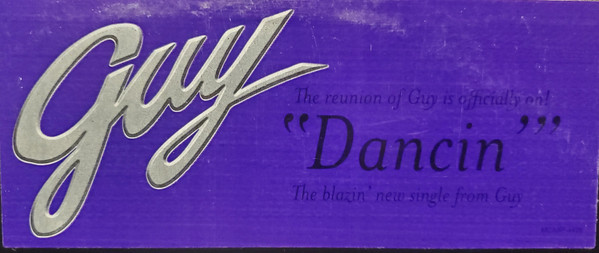 Guy
The reunion of Guy is officially on!
“Dancin’”
The blazin’ new single from Guy